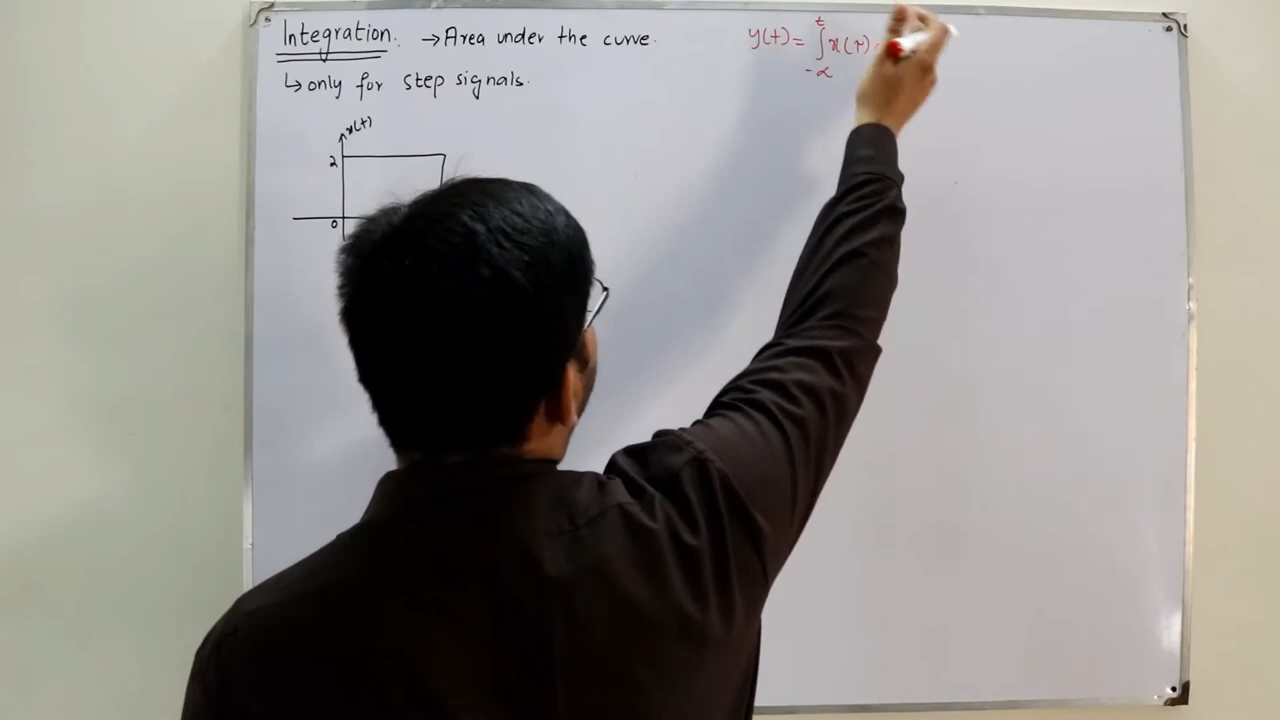 Integration. →Area under the curve.
↳only for step signals.
y(t) = ∫ x(τ)
t
-∞
x(t)
2
0